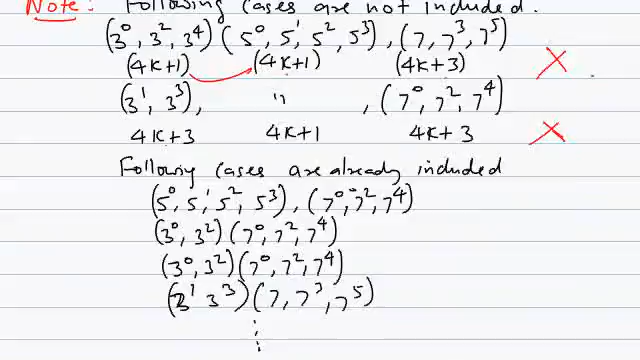 Note: Following cases are not included.
(3⁰, 3², 3⁴) (5⁰, 5¹, 5², 5³), (7, 7³, 7⁵)
(4K+1) (4K+1) (4K+3) X
(3¹, 3³), " , (7⁰, 7², 7⁴)
4K+3 4K+1 4K+3 X
Following cases are already included
(5⁰, 5¹, 5², 5³), (7⁰, 7², 7⁴)
(3⁰, 3²) (7⁰, 7², 7⁴)
(3⁰, 3²) (7⁰, 7², 7⁴)
(3¹ 3³) (7, 7³, 7⁵)
⋮